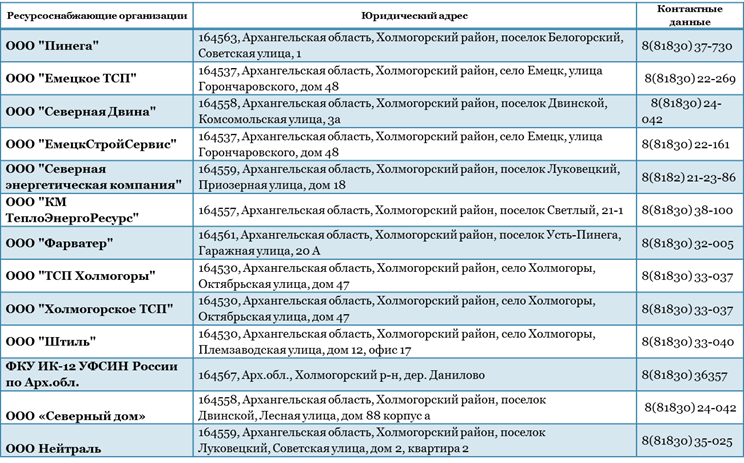 Ресурсоснабжающие организации
Юридический адрес
Контактные
данные
ООО "Пинега"
164563, Архангельская область, Холмогорский район, поселок Белогорский,
Советская улица, 1
8(81830) 37-730
ООО "Емецкое ТСП"
164537, Архангельская область, Холмогорский район, село Емецк, улица
Горончаровского, дом 48
8(81830) 22-269
ООО "Северная Двина"
164558, Архангельская область, Холмогорский район, поселок Двинской,
Комсомольская улица, 3а
8(81830) 24-
042
ООО "ЕмецкСтройСервис"
164537, Архангельская область, Холмогорский район, село Емецк, улица
Горончаровского, дом 48
8(81830) 22-161
ООО "Северная
энергетическая компания"
164559, Архангельская область, Холмогорский район, поселок Луковецкий,
Приозерная улица, дом 18
8(8182) 21-23-86
ООО "КМ
ТеплоЭнергоРесурс"
164557, Архангельская область, Холмогорский район, поселок Светлый, 21-1
8(81830) 38-100
ООО "Фарватер"
164561, Архангельская область, Холмогорский район, поселок Усть-Пинега,
Гаражная улица, 20 А
8(81830) 32-005
ООО "ТСП Холмогоры"
164530, Архангельская область, Холмогорский район, село Холмогоры,
Октябрьская улица, дом 47
8(81830) 33-037
ООО "Холмогорское ТСП"
164530, Архангельская область, Холмогорский район, село Холмогоры,
Октябрьская улица, дом 47
8(81830) 33-037
ООО "Штиль"
164530, Архангельская область, Холмогорский район, село Холмогоры,
Племзаводская улица, дом 12, офис 17
8(81830) 33-040
ФКУ ИК-12 УФСИН России
по Арх.обл.
164567, Арх.обл., Холмогорский р-н, дер. Данилово
8(81830) 36357
ООО «Северный дом»
164558, Архангельская область, Холмогорский район, поселок
Двинской, Лесная улица, дом 88 корпус а
8(81830) 24-042
ООО Нейтраль
164559, Архангельская область, Холмогорский район, поселок
Луковецкий, Советская улица, дом 2, квартира 2
8(81830) 35-025